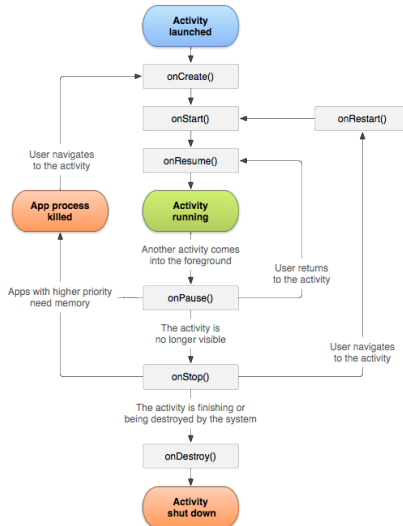 Activity
launched
onCreate()
onStart()
onRestart()
User navigates
to the activity
onResume()
App process
killed
Activity
running
Another activity comes
into the foreground
User returns
to the activity
Apps with higher priority
need memory
onPause()
The activity is
no longer visible
User navigates
to the activity
onStop()
The activity is finishing or
being destroyed by the system
onDestroy()
Activity
shut down